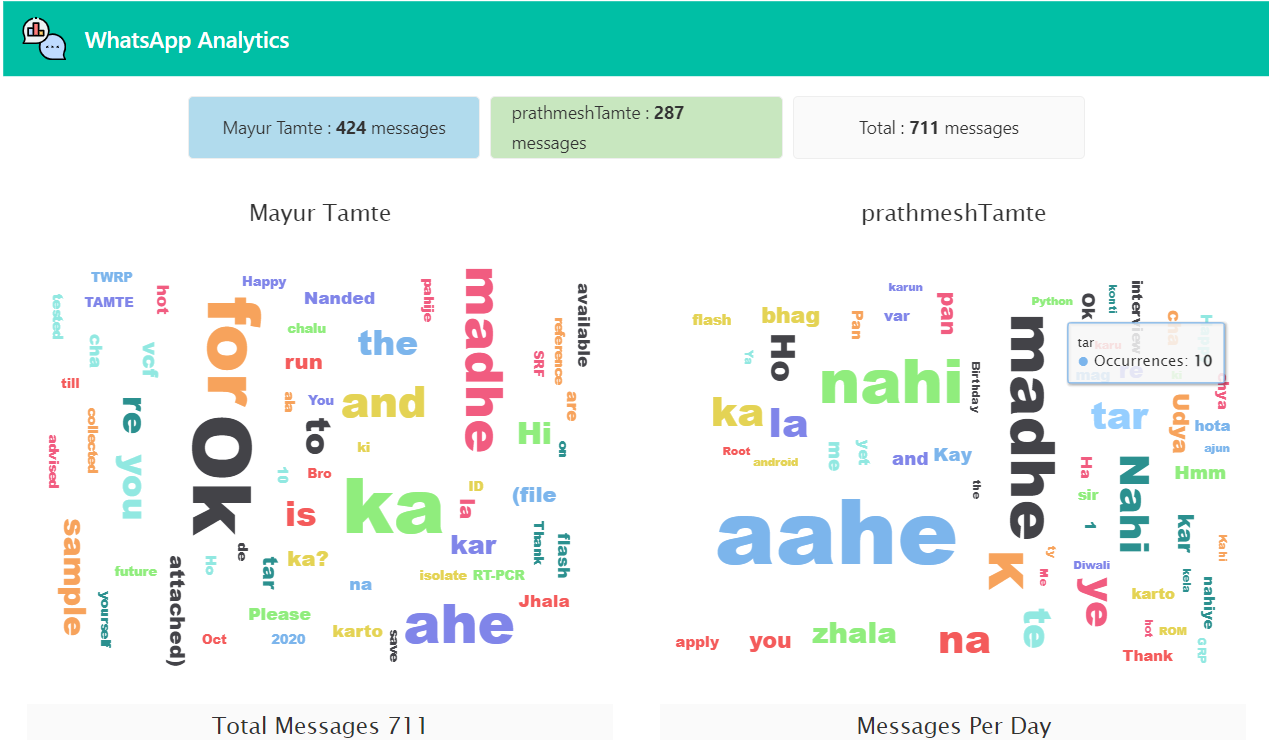 WhatsApp Analytics
Mayur Tamte : 424 messages
prathmeshTamte : 287
messages
Total : 711 messages
Mayur Tamte
TWRP
TAMTE
tested
hot
Happy
Nanded
pahije
madhe
available
for
chalu
the
reference
cha
vcf
run
SRF
till
ala
You
and
are
re
collected
to
Hi
on
advised
Ok
ki
you
10
Bro
ka
ID
(file
is
la
sample
de
kar
Thank
flash
attached)
Ho
tar
ka?
na
isolate
RT-PCR
future
yourself
Please
Jhala
karto
save
ahe
Oct
2020
prathmeshTamte
karun
pan
Python
ok
konti
interview
flash
bhag
Pan
var
cha
Ho
Ya
madhe
tar
Occurrences: 10
karu
re
nahi
Birthday
chya
ka
la
tar
Udya
hota
Root
android
me
yet
and
Kay
ajun
the
Nahi
Ha
Hmm
sir
1
aahe
kar
Kahi
k
ty
Me
Diwali
ye
kela
nahiye
karto
te
hot
ROM
GRP
apply
you
zhala
na
Thank
Total Messages 711
Messages Per Day